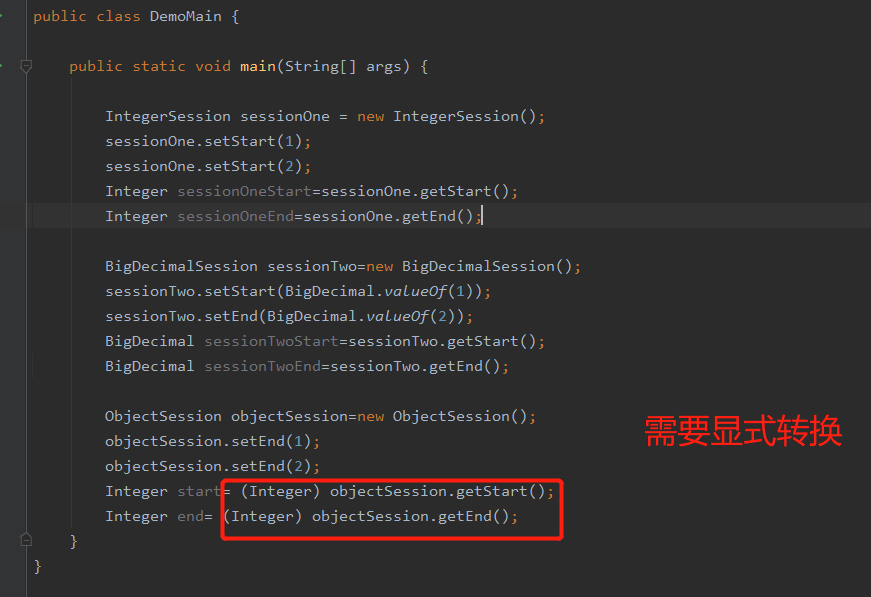 public class DemoMain {
public static void main(String[] args) {
IntegerSession sessionOne = new IntegerSession();
sessionOne.setStart(1);
sessionOne.setStart(2);
Integer sessionOneStart=sessionOne.getStart();
Integer sessionOneEnd=sessionOne.getEnd();
BigDecimalSession sessionTwo=new BigDecimalSession();
sessionTwo.setStart(BigDecimal.valueOf(1));
sessionTwo.setEnd(BigDecimal.valueOf(2));
BigDecimal sessionTwoStart=sessionTwo.getStart();
BigDecimal sessionTwoEnd=sessionTwo.getEnd();
ObjectSession objectSession=new ObjectSession();
objectSession.setEnd(1);
objectSession.setEnd(2);
需要显式转换
Integer start= (Integer) objectSession.getStart();
Integer end= (Integer) objectSession.getEnd();
}
}